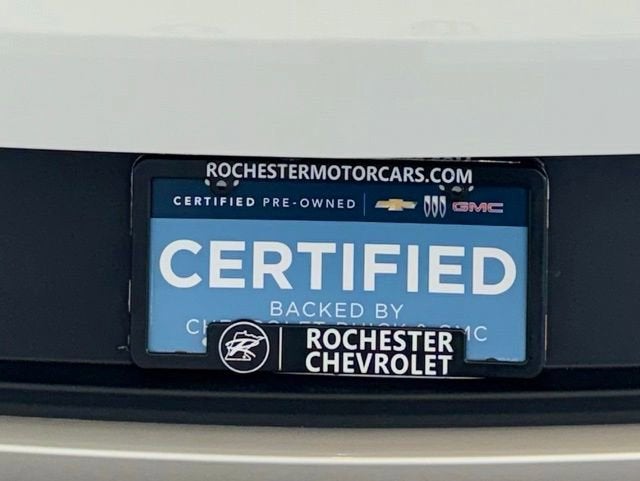 ROCHESTERMOTORCARS.COM
CERTIFIED PRE-OWNED GMC
CERTIFIED
BACKED BY
ROCHESTER
CHEVROLET